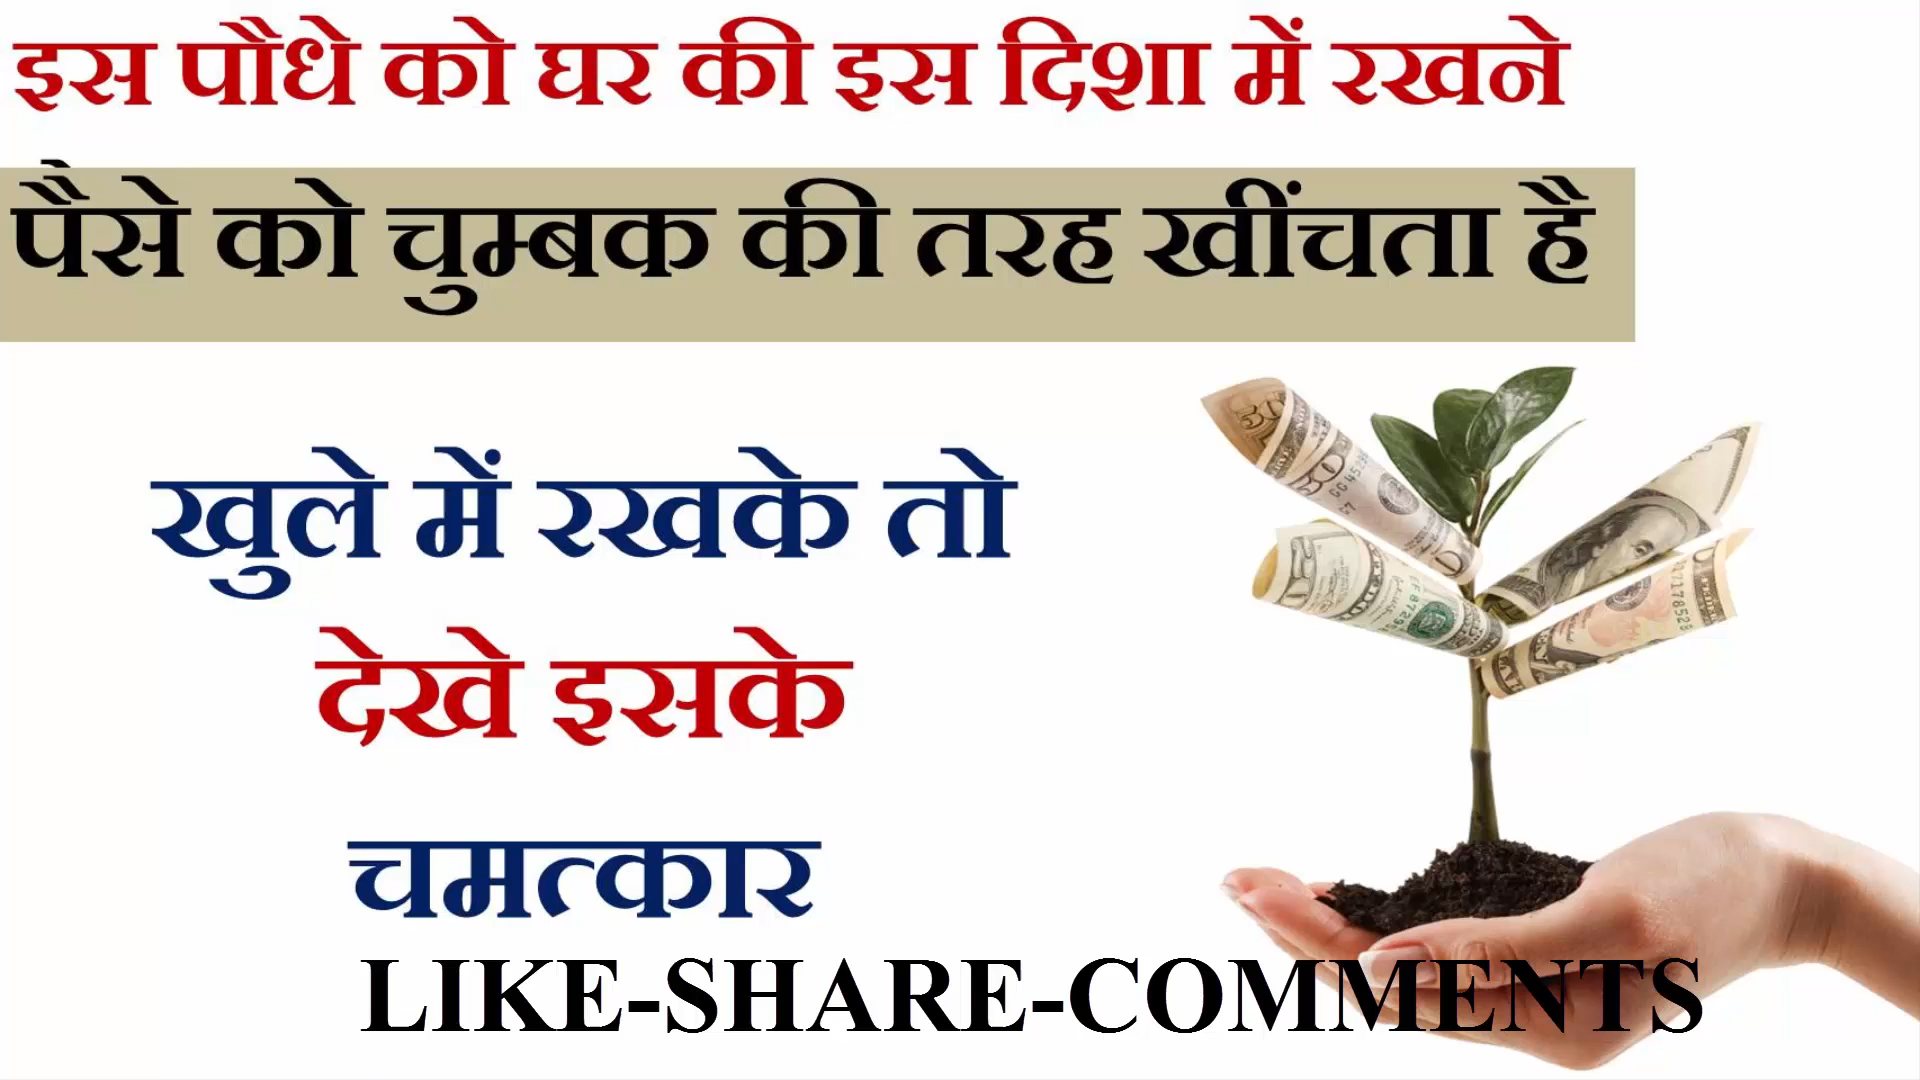 इस पौधे को घर की इस दिशा में रखने
पैसे को चुम्बक की तरह खींचता है
खुले में रखके तो
देखे इसके
चमत्कार
LIKE-SHARE-COMMENTS